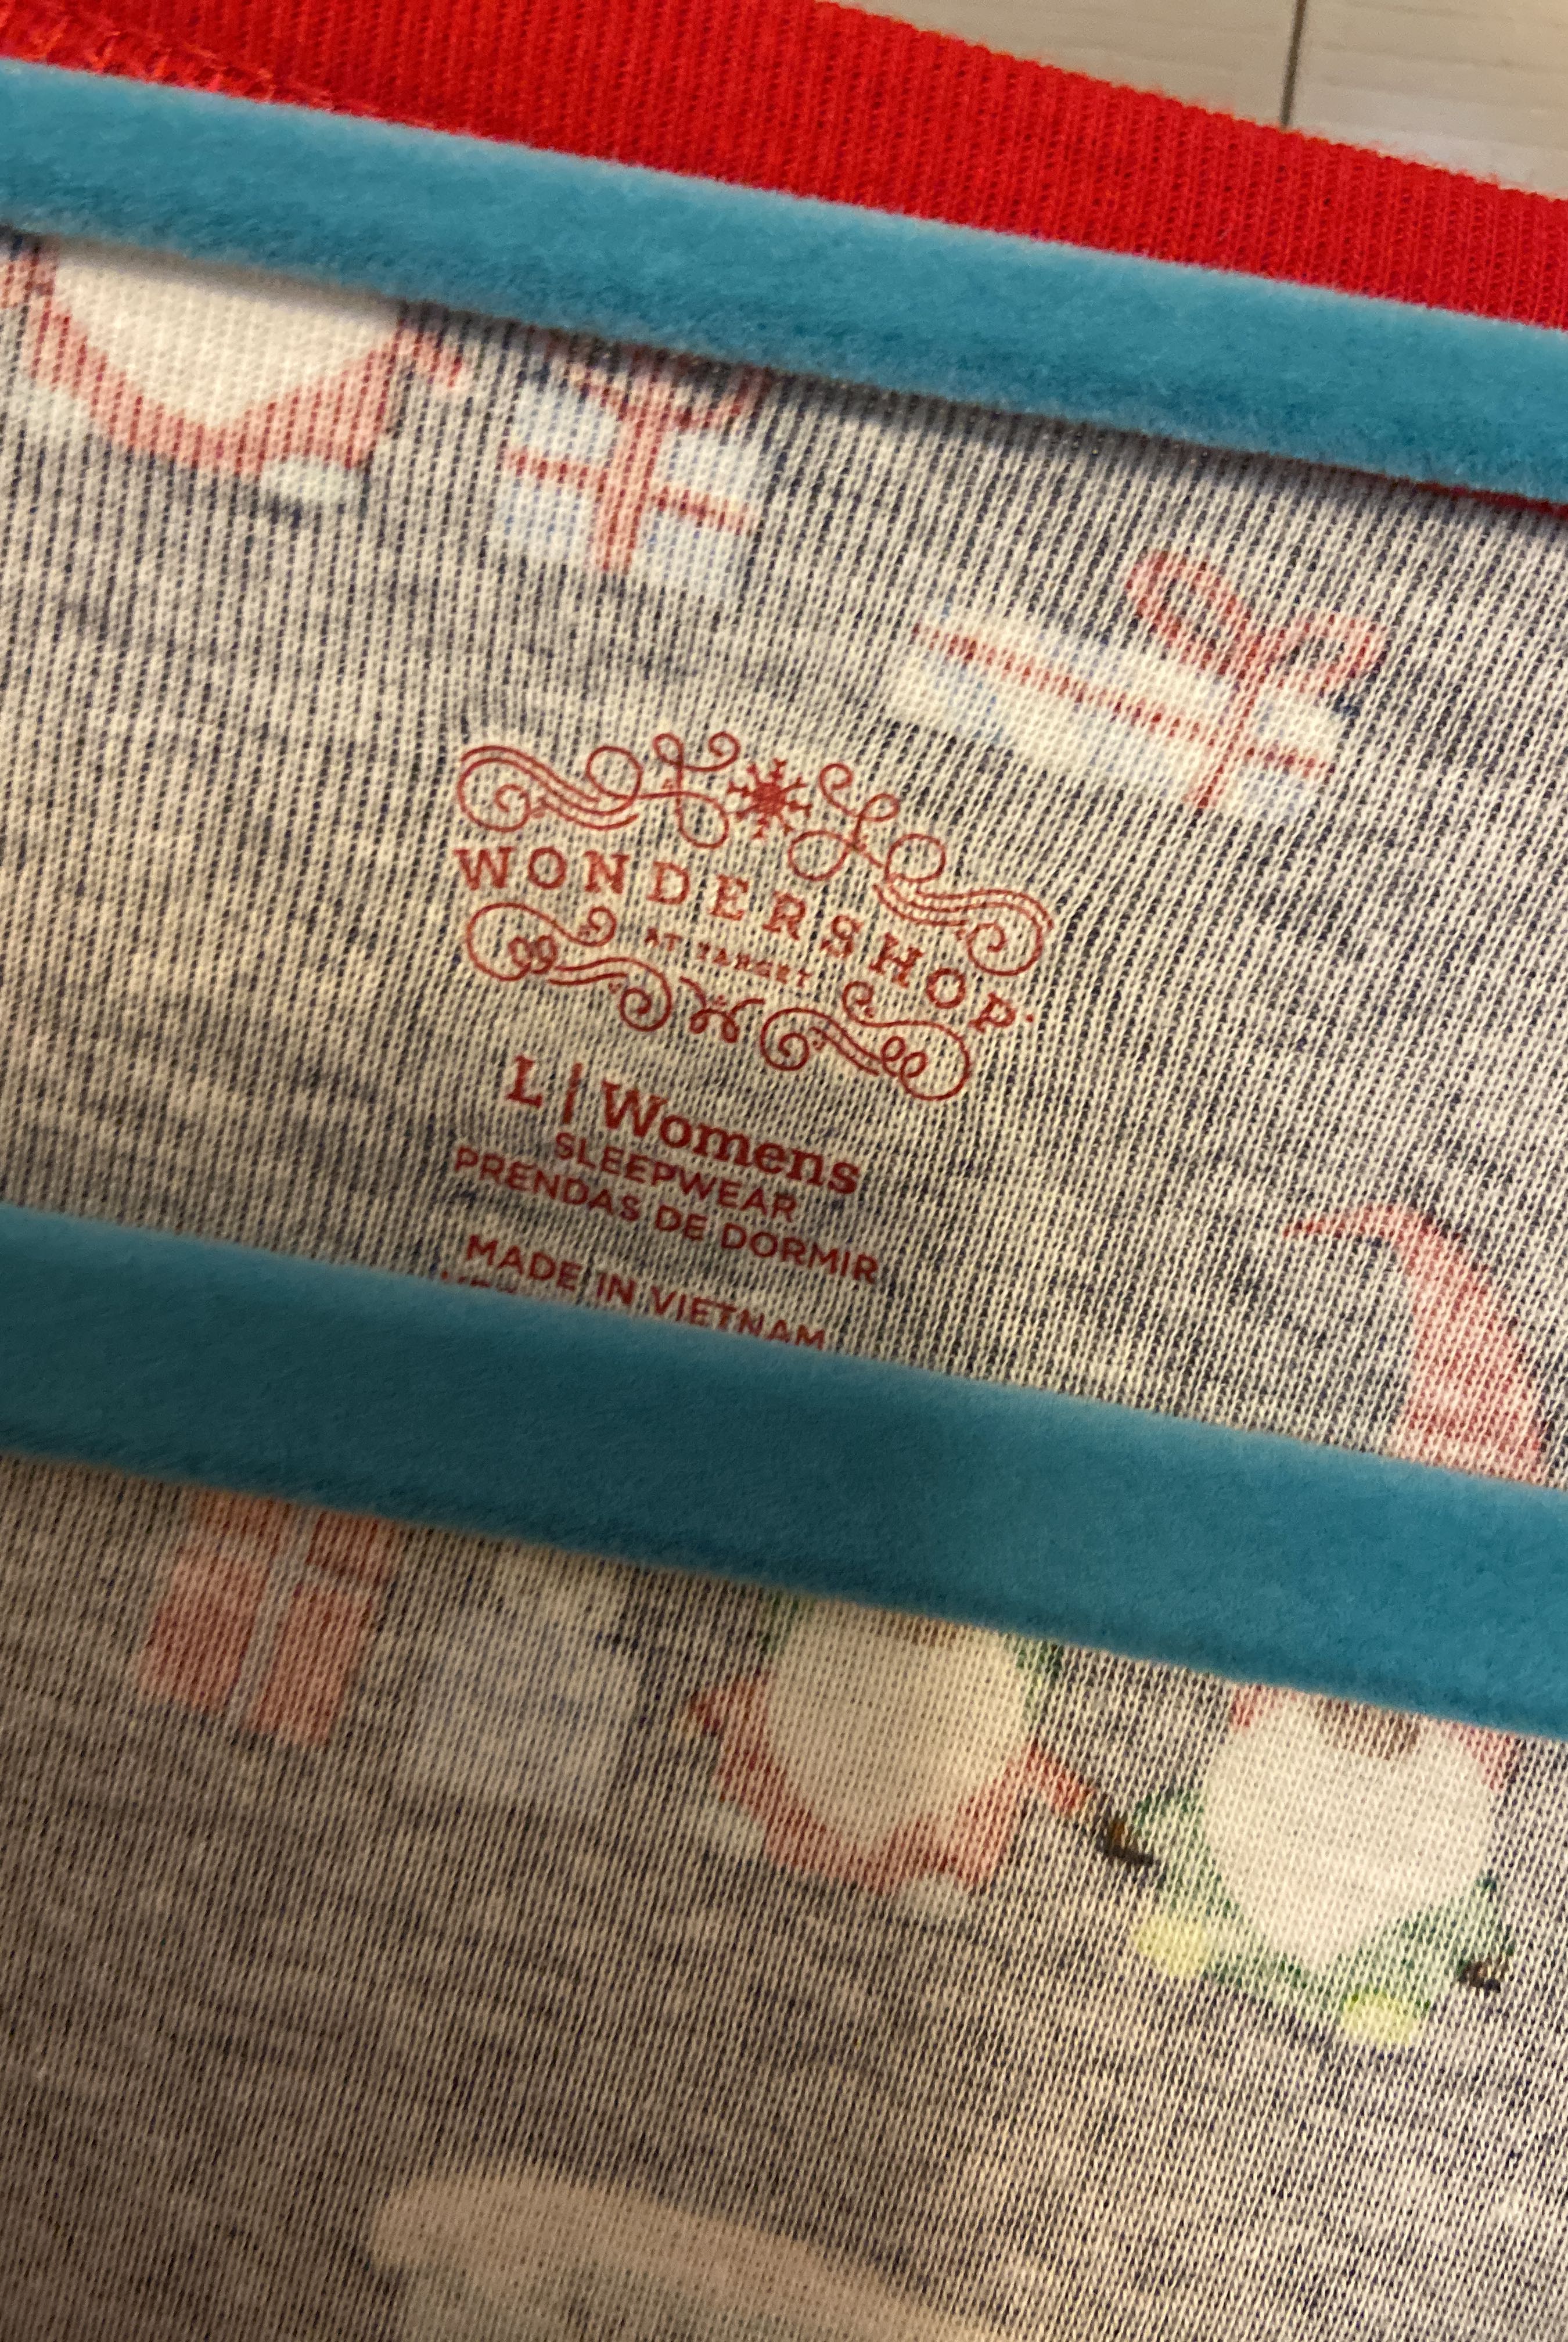 WONDERSHOP
AT TARGET
L | Womens
SLEEPWEAR
PRENDAS DE DORMIR
MADE IN VIETNAM